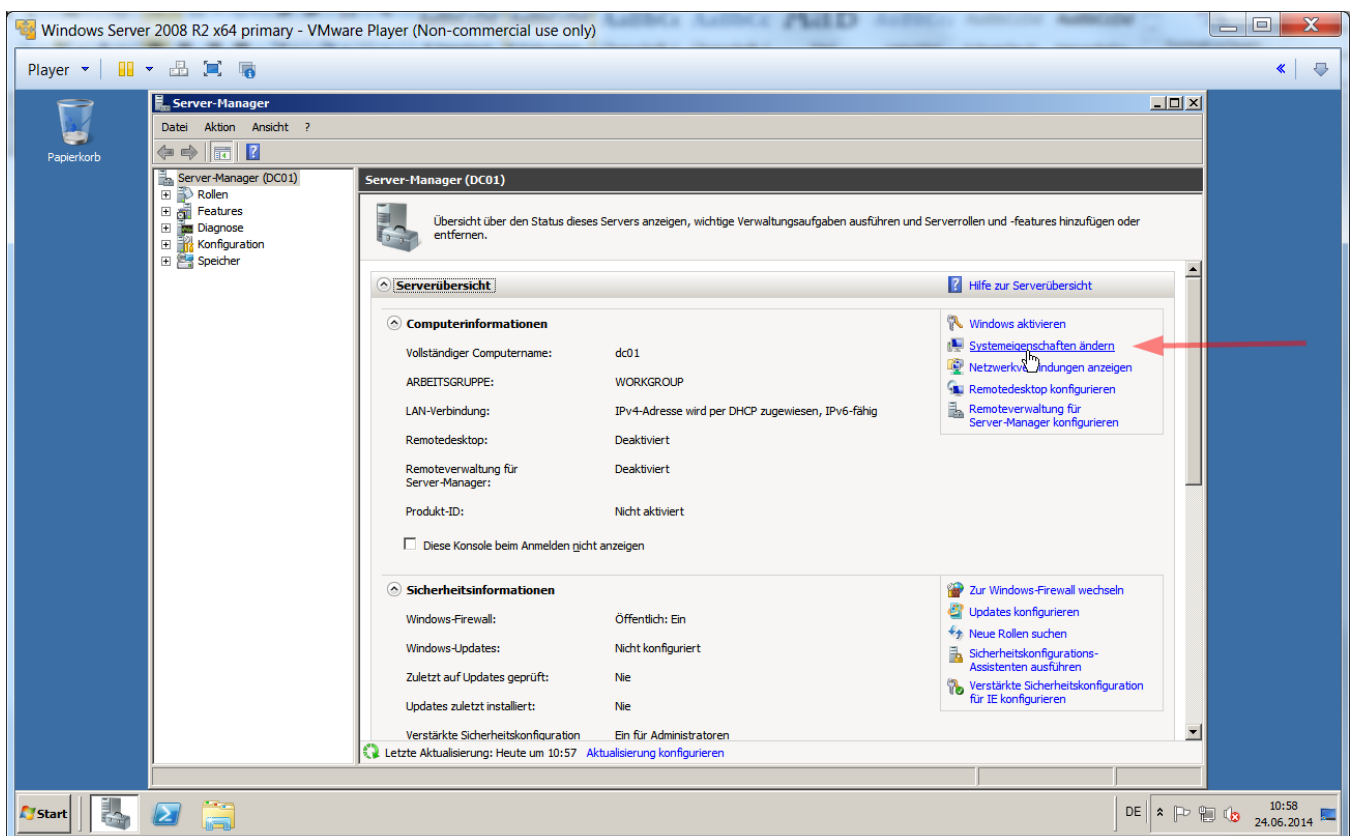 Windows Server 2008 R2 x64 primary - VMware Player (Non-commercial use only)
Player
Papierkorb
Server-Manager
Datei Aktion Ansicht ?
Server-Manager (DC01)
Rollen
Features
Diagnose
Konfiguration
Speicher
Server-Manager (DC01)
Übersicht über den Status dieses Servers anzeigen, wichtige Verwaltungsaufgaben ausführen und Serverrollen und -features hinzufügen oder
entfernen.
Serverübersicht
Hilfe zur Serverübersicht
Computerinformationen
Vollständiger Computername: dc01
ARBEITSGRUPPE: WORKGROUP
LAN-Verbindung: IPv4-Adresse wird per DHCP zugewiesen, IPv6-fähig
Remotedesktop: Deaktiviert
Remoteverwaltung für Deaktiviert
Server-Manager:
Produkt-ID: Nicht aktiviert
Diese Konsole beim Anmelden nicht anzeigen
Windows aktivieren
Systemeigenschaften ändern
anzeigen
Remotedesktop konfigurieren
Remoteverwaltung für
Server-Manager konfigurieren
Sicherheitsinformationen
Windows-Firewall: Öffentlich: Ein
Windows-Updates: Nicht konfiguriert
Zuletzt auf Updates geprüft: Nie
Updates zuletzt installiert: Nie
Verstärkte Sicherheitskonfiguration Ein für Administratoren
Zur Windows-Firewall wechseln
Updates konfigurieren
Neue Rollen suchen
Sicherheitskonfigurations-
Assistenten ausführen
Verstärkte Sicherheitskonfiguration
für IE konfigurieren
Letzte Aktualisierung: Heute um 10:57 Aktualisierung konfigurieren
Start
DE
10:58
24.06.2014